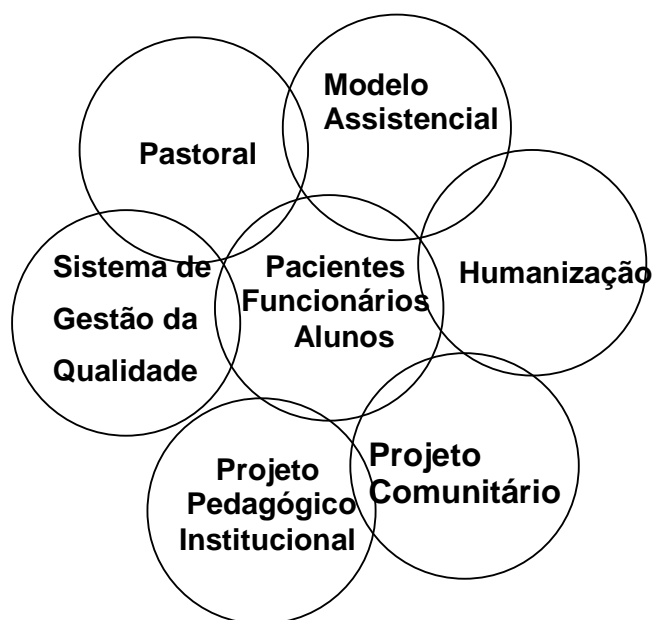 Modelo
Assistencial
Pastoral
Sistema de
Gestão da
Qualidade
Pacientes
Funcionários
Alunos
Humanização
Projeto
Pedagógico
Institucional
Projeto
Comunitário